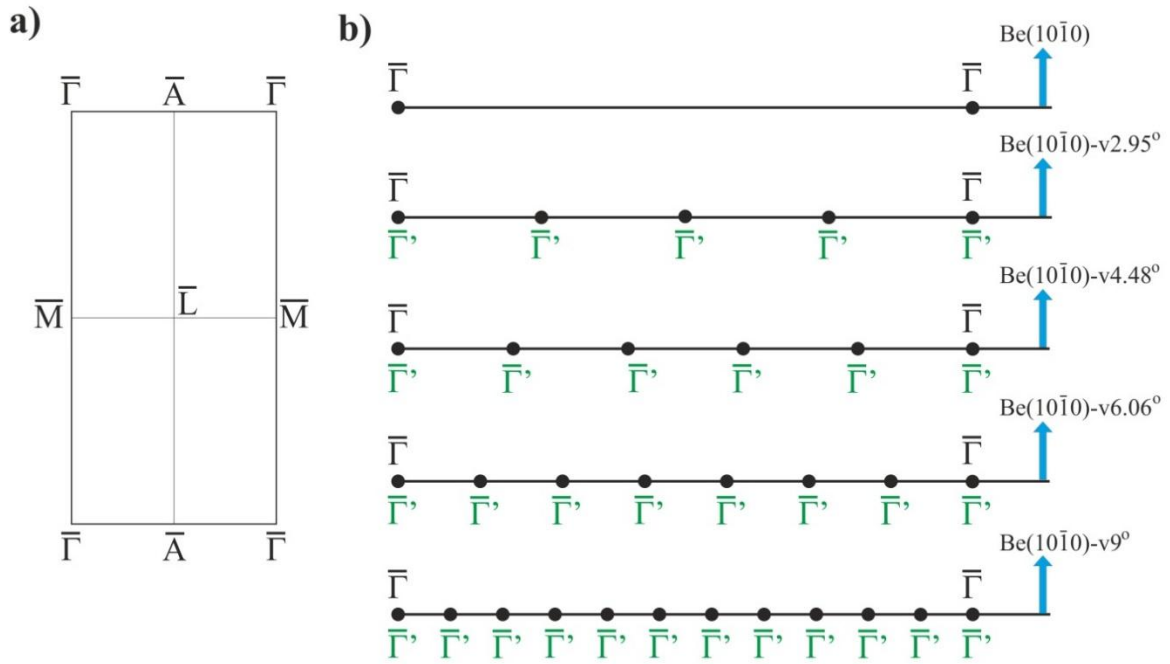 a)
Γ̅ A̅ Γ̅
M̅ L̅ M̅
Γ̅ A̅ Γ̅
b)
Be(101̅0)
Γ̅ Γ̅
Be(101̅0)-v2.95°
Γ̅ Γ̅
Γ̅’ Γ̅’ Γ̅’ Γ̅’ Γ̅’
Be(101̅0)-v4.48°
Γ̅ Γ̅
Γ̅’ Γ̅’ Γ̅’ Γ̅’ Γ̅’ Γ̅’
Be(101̅0)-v6.06°
Γ̅ Γ̅
Γ̅’ Γ̅’ Γ̅’ Γ̅’ Γ̅’ Γ̅’ Γ̅’ Γ̅’
Be(101̅0)-v9°
Γ̅ Γ̅
Γ̅’ Γ̅’ Γ̅’ Γ̅’ Γ̅’ Γ̅’ Γ̅’ Γ̅’ Γ̅’ Γ̅’ Γ̅’ Γ̅’